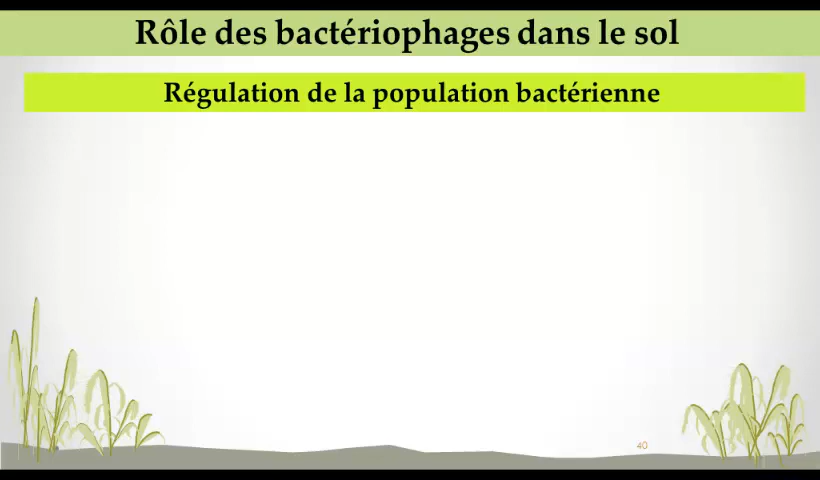 Rôle des bactériophages dans le sol
Régulation de la population bactérienne
40